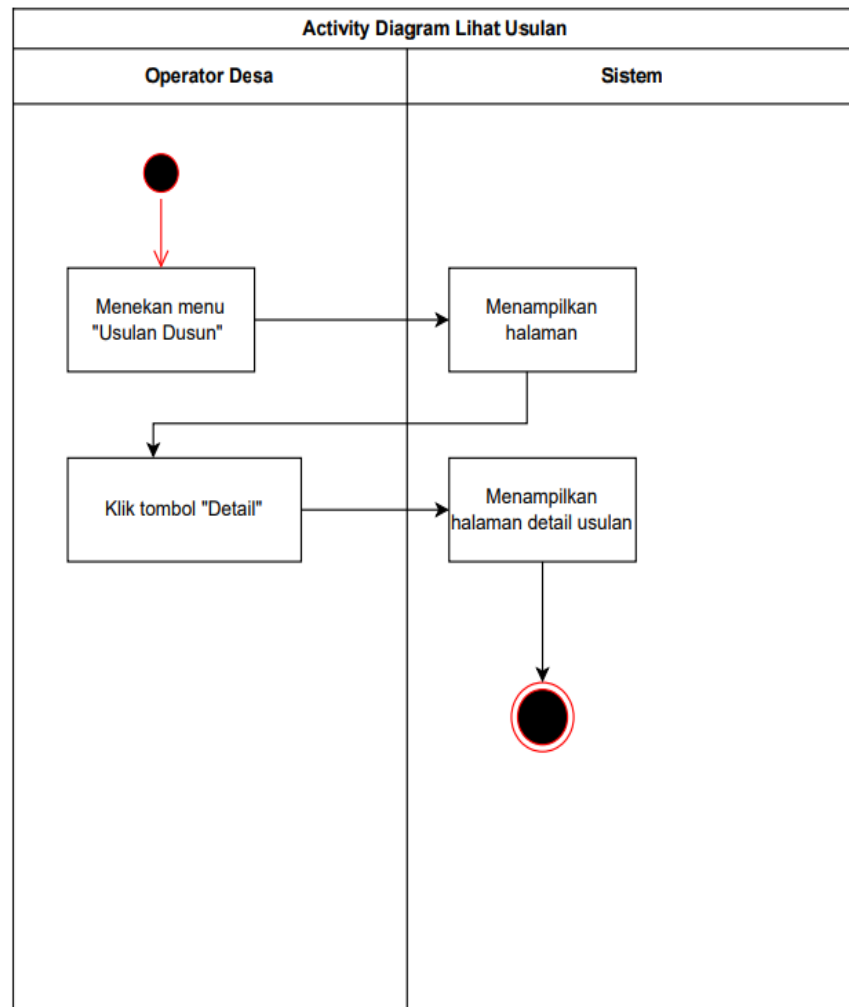 Activity Diagram Lihat Usulan
Operator Desa
Sistem
Menekan menu
"Usulan Dusun"
Menampilkan
halaman
Klik tombol "Detail"
Menampilkan
halaman detail usulan